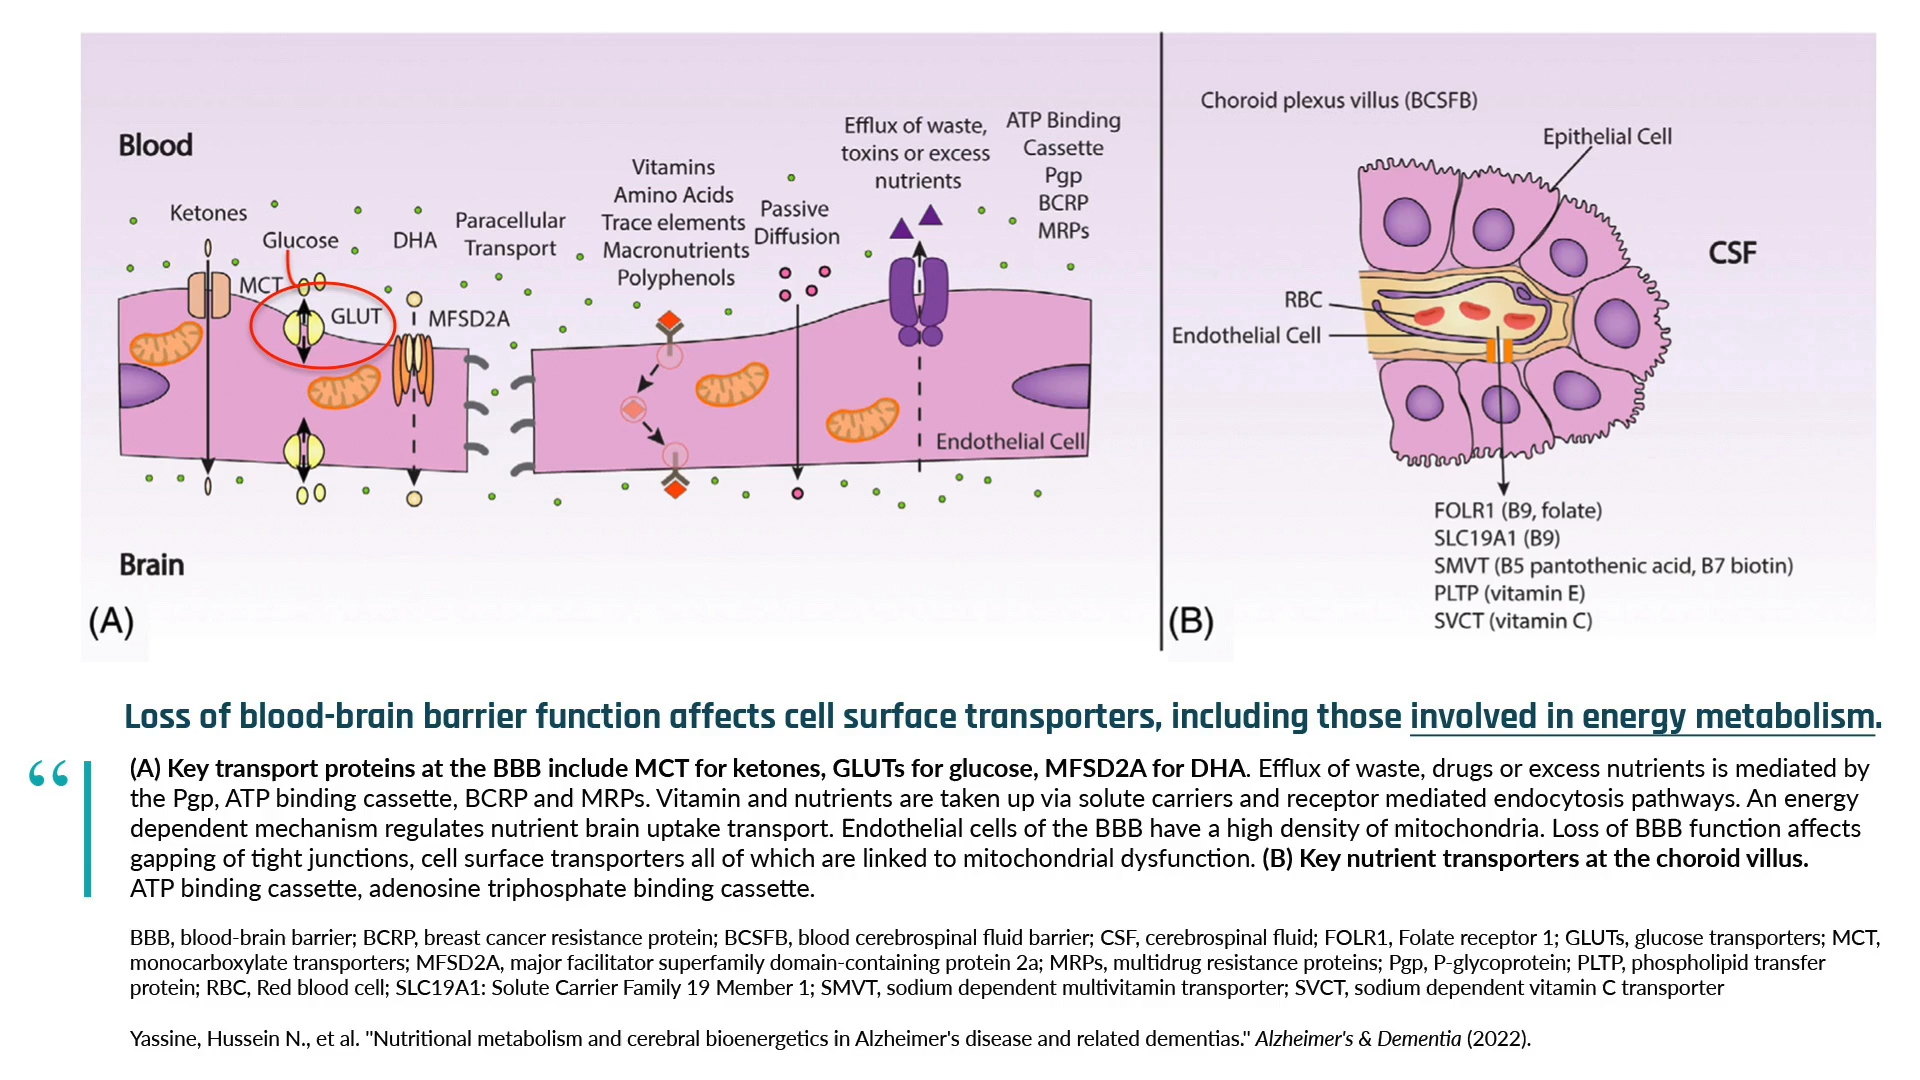 Blood
Ketones
Glucose
MCT
GLUT
DHA
MFSD2A
Paracellular
Transport
Vitamins
Amino Acids
Trace elements
Macronutrients
Polyphenols
Passive
Diffusion
Efflux of waste,
toxins or excess
nutrients
ATP Binding
Cassette
Pgp
BCRP
MRPs
Endothelial Cell
Brain
(A)
Choroid plexus villus (BCSFB)
Epithelial Cell
CSF
RBC
Endothelial Cell
FOLR1 (B9, folate)
SLC19A1 (B9)
SMVT (B5 pantothenic acid, B7 biotin)
PLTP (vitamin E)
SVCT (vitamin C)
(B)
Loss of blood-brain barrier function affects cell surface transporters, including those involved in energy metabolism.
“
(A) Key transport proteins at the BBB include MCT for ketones, GLUTs for glucose, MFSD2A for DHA. Efflux of waste, drugs or excess nutrients is mediated by
the Pgp, ATP binding cassette, BCRP and MRPs. Vitamin and nutrients are taken up via solute carriers and receptor mediated endocytosis pathways. An energy
dependent mechanism regulates nutrient brain uptake transport. Endothelial cells of the BBB have a high density of mitochondria. Loss of BBB function affects
gapping of tight junctions, cell surface transporters all of which are linked to mitochondrial dysfunction. (B) Key nutrient transporters at the choroid villus.
ATP binding cassette, adenosine triphosphate binding cassette.
BBB, blood-brain barrier; BCRP, breast cancer resistance protein; BCSFB, blood cerebrospinal fluid barrier; CSF, cerebrospinal fluid; FOLR1, Folate receptor 1; GLUTs, glucose transporters; MCT,
monocarboxylate transporters; MFSD2A, major facilitator superfamily domain-containing protein 2a; MRPs, multidrug resistance proteins; Pgp, P-glycoprotein; PLTP, phospholipid transfer
protein; RBC, Red blood cell; SLC19A1: Solute Carrier Family 19 Member 1; SMVT, sodium dependent multivitamin transporter; SVCT, sodium dependent vitamin C transporter
Yassine, Hussein N., et al. "Nutritional metabolism and cerebral bioenergetics in Alzheimer's disease and related dementias." Alzheimer's & Dementia (2022).